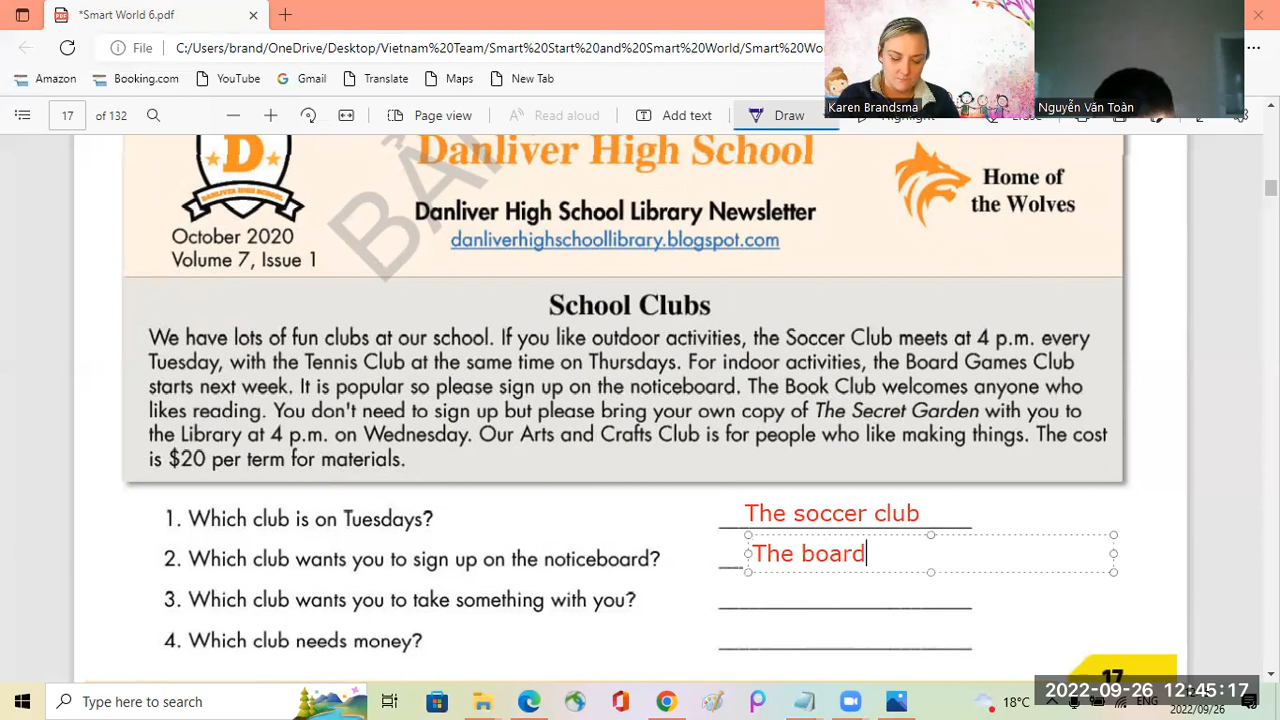 *Smart World 6.pdf
File
C:/Users/brand/OneDrive/Desktop/Vietnam%20Team/Smart%20Start%20and%20Smart%20World/Smart%20Wo
Amazon
Booking.com
YouTube
Gmail
Translate
Maps
New Tab
Karen Brandsma
Nguyễn Văn Toàn
17
of 132
Page view
Read aloud
Add text
Draw
D
DANLIVER HIGH SCHOOL
Danliver High School
Danliver High School Library Newsletter
danliverhighschoollibrary.blogspot.com
Home of
the Wolves
October 2020
Volume 7, Issue 1
BẢN
School Clubs
We have lots of fun clubs at our school. If you like outdoor activities, the Soccer Club meets at 4 p.m. every
Tuesday, with the Tennis Club at the same time on Thursdays. For indoor activities, the Board Games Club
starts next week. It is popular so please sign up on the noticeboard. The Book Club welcomes anyone who
likes reading. You don't need to sign up but please bring your own copy of The Secret Garden with you to
the Library at 4 p.m. on Wednesday. Our Arts and Crafts Club is for people who like making things. The cost
is $20 per term for materials.
1. Which club is on Tuesdays?
The soccer club
2. Which club wants you to sign up on the noticeboard?
The board
3. Which club wants you to take something with you?
4. Which club needs money?
17
Type here to search
18°C
ENG
2022-09-26 12:45:17
2022/09/26